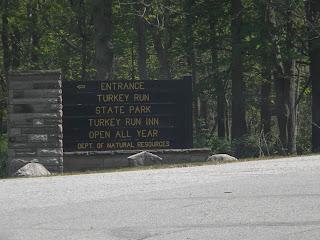 ENTRANCE
TURKEY RUN
STATE PARK
TURKEY RUN INN
OPEN ALL YEAR
DEPT. OF NATURAL RESOURCES